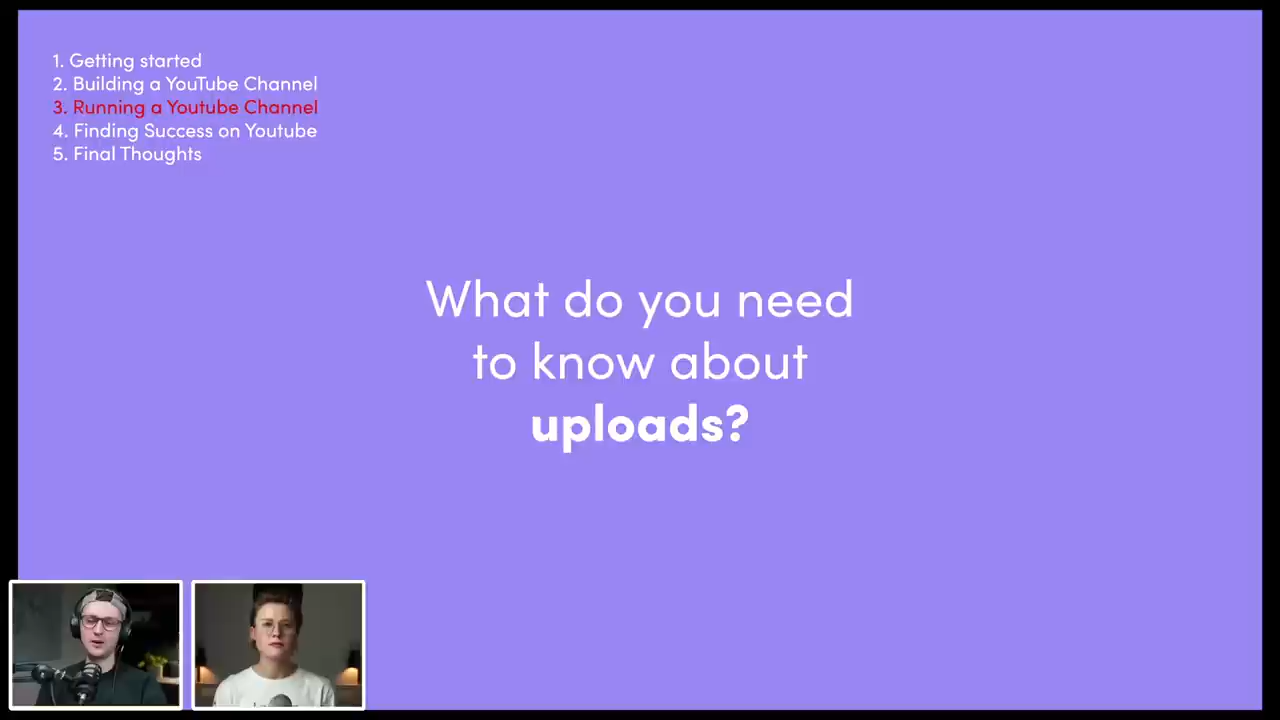 1. Getting started
2. Building a YouTube Channel
3. Running a Youtube Channel
4. Finding Success on Youtube
5. Final Thoughts
What do you need
to know about
uploads?